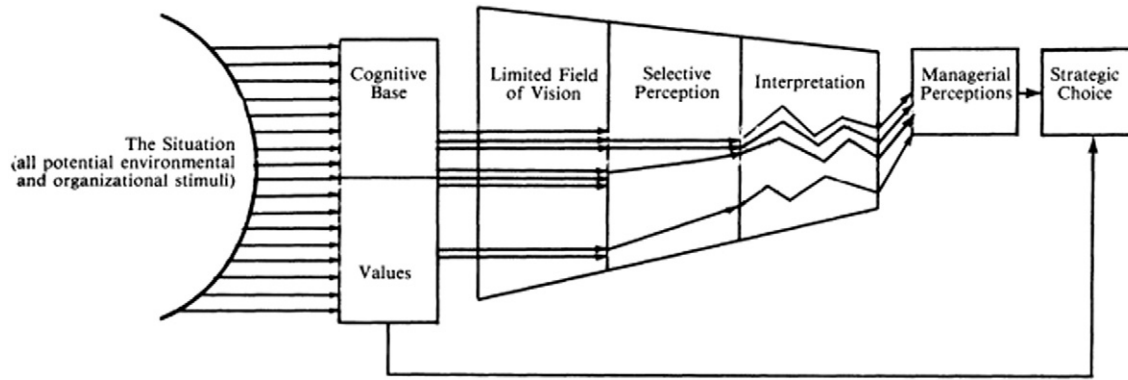 The Situation
(all potential environmental
and organizational stimuli)
Cognitive
Base
Values
Limited Field
of Vision
Selective
Perception
Interpretation
Managerial
Perceptions
Strategic
Choice